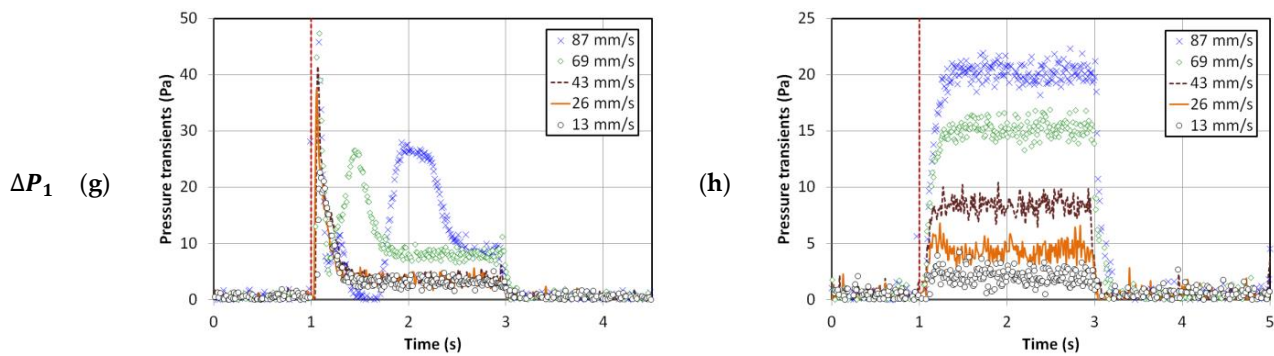 ΔP₁ (g)
Pressure transients (Pa)
50
40
30
20
10
0
87 mm/s
69 mm/s
43 mm/s
26 mm/s
13 mm/s
0 1 2 3 4
Time (s)
(h)
Pressure transients (Pa)
25
20
15
10
5
0
87 mm/s
69 mm/s
43 mm/s
26 mm/s
13 mm/s
0 1 2 3 4 5
Time (s)